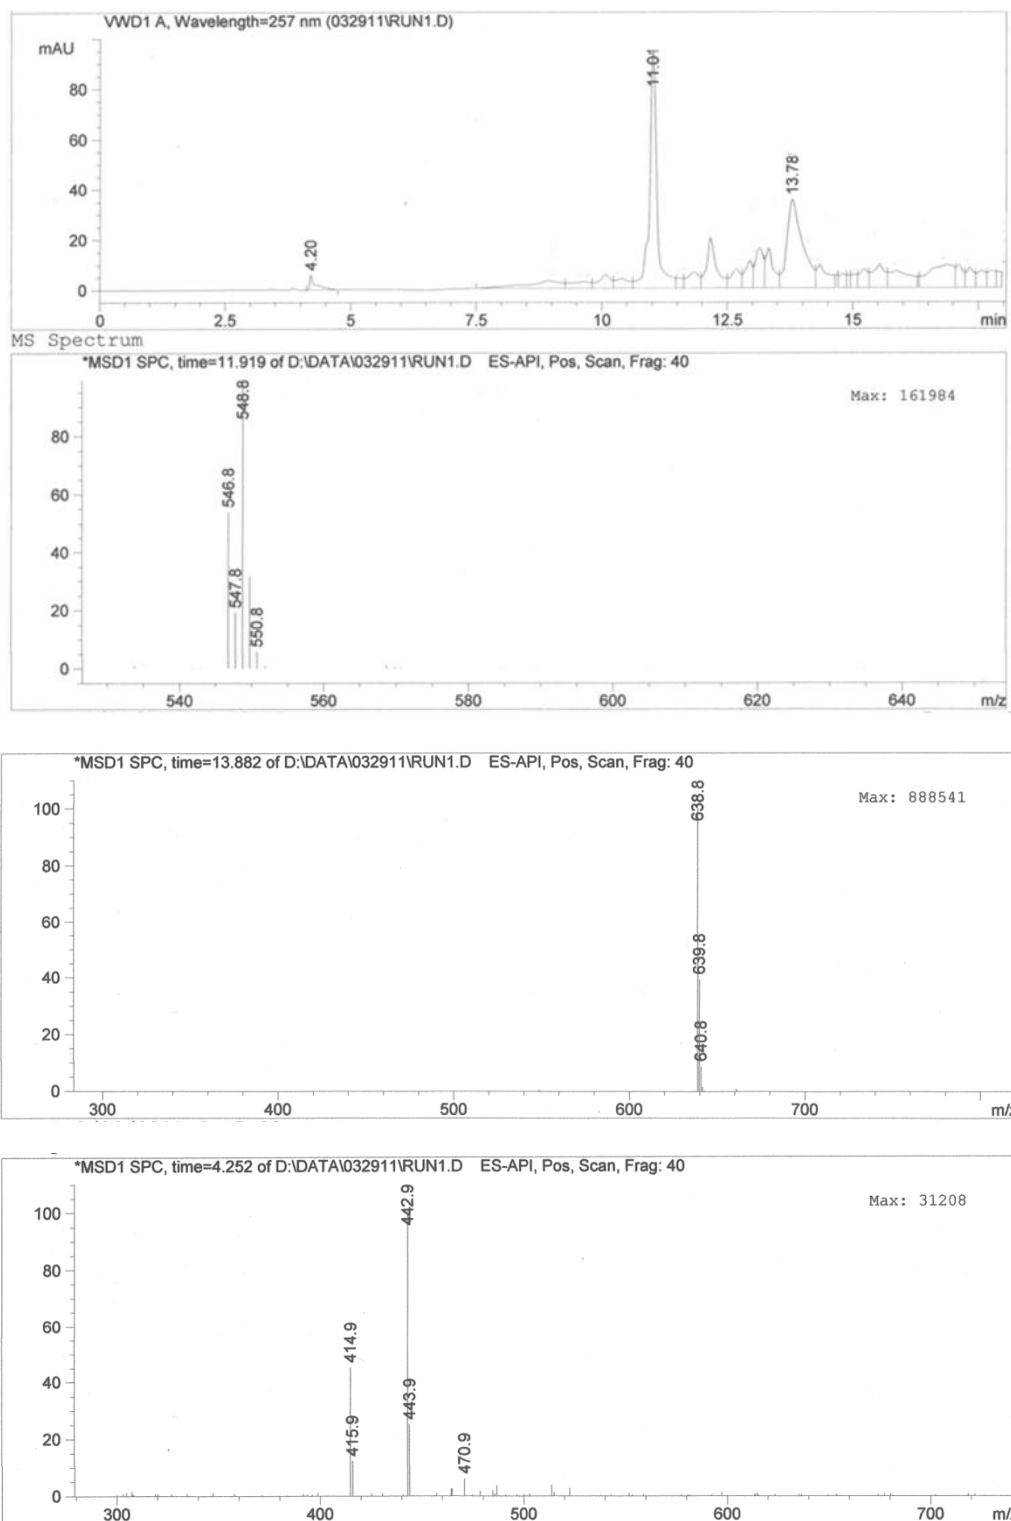 VWD1 A, Wavelength=257 nm (032911\RUN1.D)
mAU
80
60
40
20
0
4.20
11.01
13.78
0 2.5 5 7.5 10 12.5 15 min
MS Spectrum
*MSD1 SPC, time=11.919 of D:\DATA\032911\RUN1.D ES-API, Pos, Scan, Frag: 40
Max: 161984
80
60
40
20
0
546.8
547.8
548.8
550.8
540 560 580 600 620 640 m/z
*MSD1 SPC, time=13.882 of D:\DATA\032911\RUN1.D ES-API, Pos, Scan, Frag: 40
Max: 888541
100
80
60
40
20
0
638.8
639.8
640.8
300 400 500 600 700 m/z
*MSD1 SPC, time=4.252 of D:\DATA\032911\RUN1.D ES-API, Pos, Scan, Frag: 40
Max: 31208
100
80
60
40
20
0
414.9
415.9
442.9
443.9
470.9
300 400 500 600 700 m/z